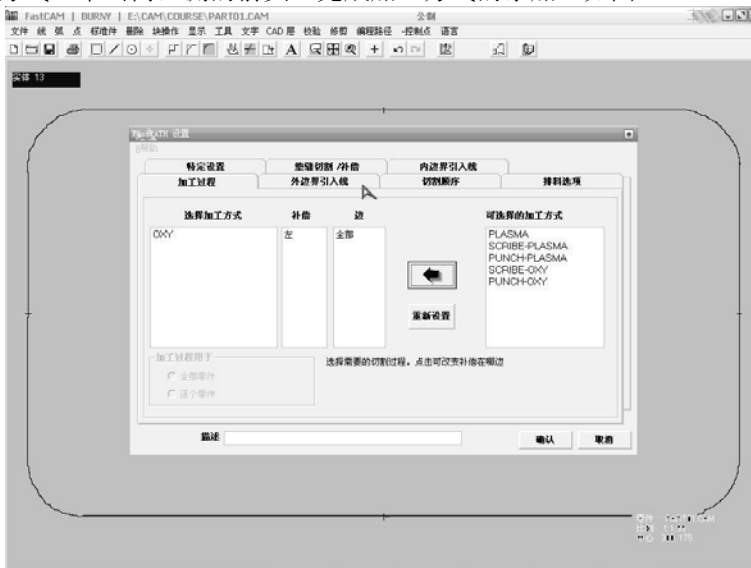 FastCAM | BURNY | E:\CAM\COURSE\PART01.CAM 公制
文件 线 弧 点 标准件 删除 块操作 显示 工具 文字 CAD层 校验 修剪 编程路径 -控制点 语言
实体 13
FastPATH 设置
帮助
特定设置 垫缝切割 /补偿 内边界引入线
加工过程 外边界引入线 切割顺序 排料选项
选择加工方式 补偿 边 可选择的加工方式
OXY 左 全部 PLASMA
SCRIBE-PLASMA
PUNCH-PLASMA
SCRIBE-OXY
PUNCH-OXY
重新设置
加工过程用于
选择需要的切割过程，点击可改变补偿在哪边
全部零件
逐个零件
描述 确认 取消